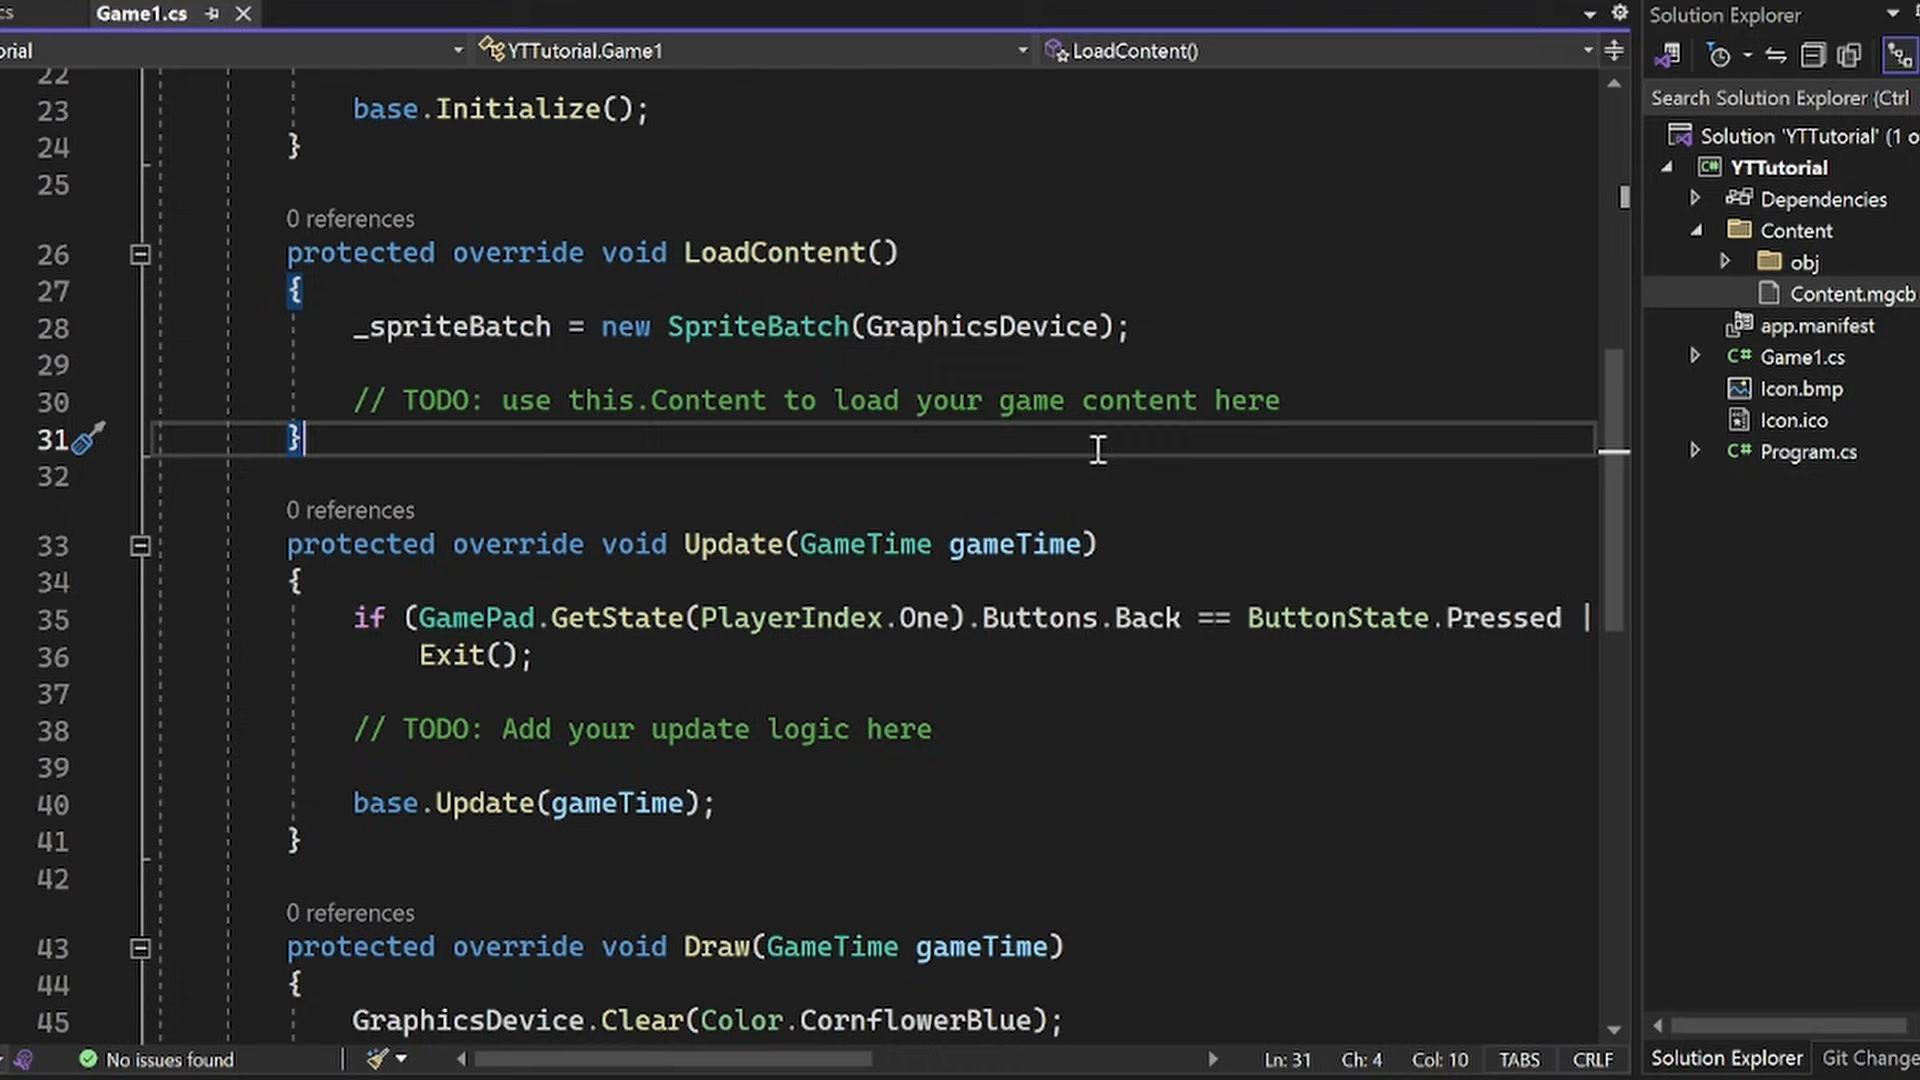 cs
Game1.cs
Solution Explorer
orial
YTTutorial.Game1
LoadContent()
Search Solution Explorer (Ctrl
22
23 base.Initialize();
24 }
25
0 references
26 protected override void LoadContent()
27 {
28 _spriteBatch = new SpriteBatch(GraphicsDevice);
29
30 // TODO: use this.Content to load your game content here
31 }
32
0 references
33 protected override void Update(GameTime gameTime)
34 {
35 if (GamePad.GetState(PlayerIndex.One).Buttons.Back == ButtonState.Pressed |
36 Exit();
37
38 // TODO: Add your update logic here
39
40 base.Update(gameTime);
41 }
42
0 references
43 protected override void Draw(GameTime gameTime)
44 {
45 GraphicsDevice.Clear(Color.CornflowerBlue);
Solution 'YTTutorial' (1 o
C# YTTutorial
Dependencies
Content
obj
Content.mgcb
app.manifest
C# Game1.cs
Icon.bmp
Icon.ico
C# Program.cs
No issues found
Ln: 31 Ch: 4 Col: 10 TABS CRLF
Solution Explorer Git Change